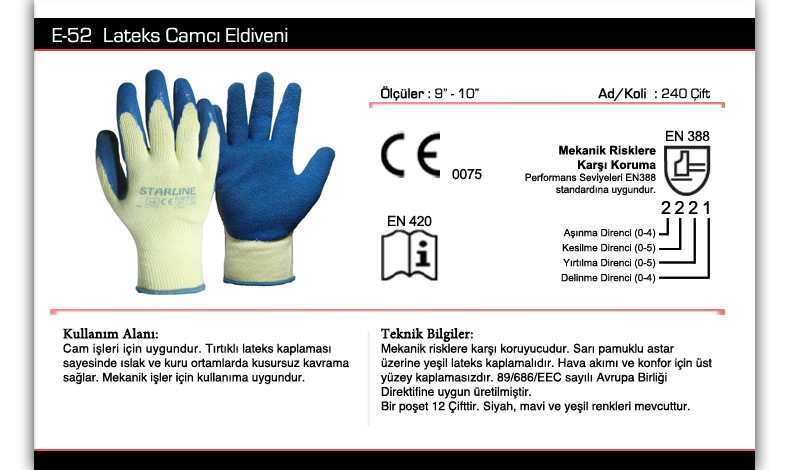 E-52 Lateks Camcı Eldiveni
Ölçüler : 9" - 10"
Ad/Koli : 240 Çift
STARLINE
CE
0075
EN 420
i
EN 388
Mekanik Risklere
Karşı Koruma
Performans Seviyeleri EN388
standardına uygundur.
2 2 2 1
Aşınma Direnci (0-4)
Kesilme Direnci (0-5)
Yırtılma Direnci (0-5)
Delinme Direnci (0-4)
Kullanım Alanı:
Cam işleri için uygundur. Tırtıklı lateks kaplaması
sayesinde ıslak ve kuru ortamlarda kusursuz kavrama
sağlar. Mekanik işler için kullanıma uygundur.
Teknik Bilgiler:
Mekanik risklere karşı koruyucudur. Sarı pamuklu astar
üzerine yeşil lateks kaplamalıdır. Hava akımı ve konfor için üst
yüzey kaplamasızdır. 89/686/EEC sayılı Avrupa Birliği
Direktifine uygun üretilmiştir.
Bir poşet 12 Çifttir. Siyah, mavi ve yeşil renkleri mevcuttur.